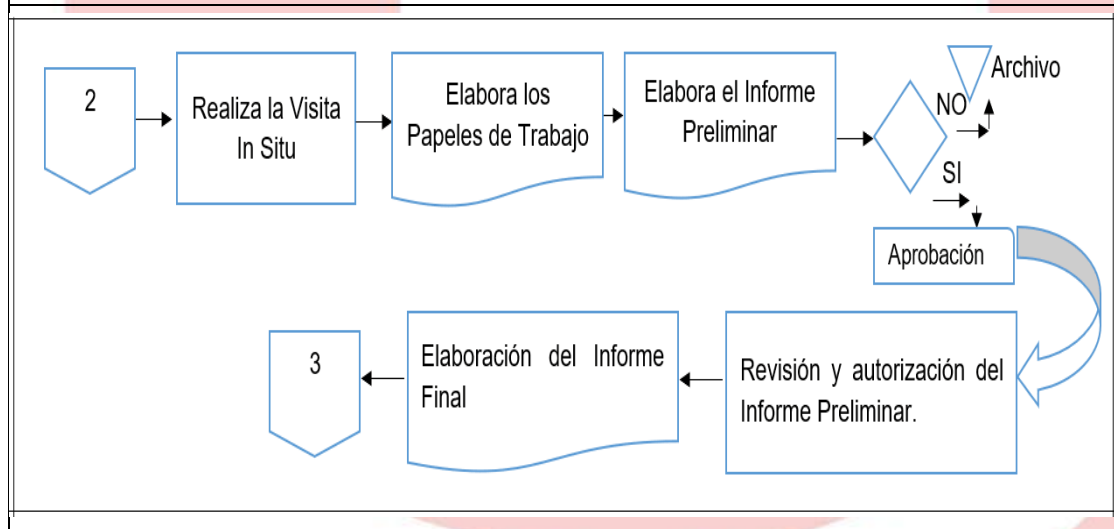 2
Realiza la Visita
In Situ
Elabora los
Papeles de Trabajo
Elabora el Informe
Preliminar
Archivo
NO
SI
Aprobación
Revisión y autorización del
Informe Preliminar.
Elaboración del Informe
Final
3